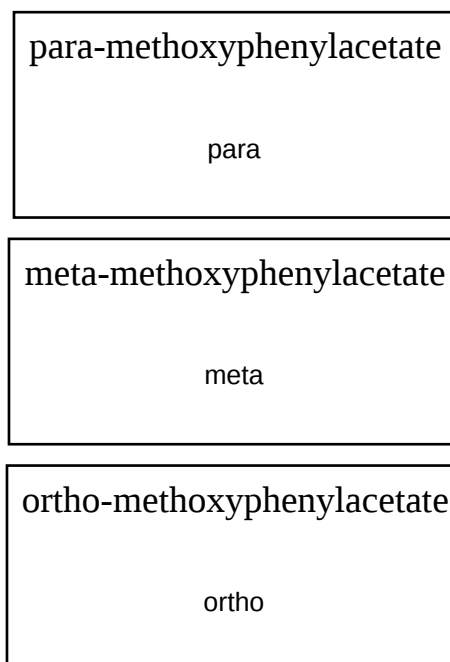 para-methoxyphenylacetate
para
meta-methoxyphenylacetate
meta
ortho-methoxyphenylacetate
ortho